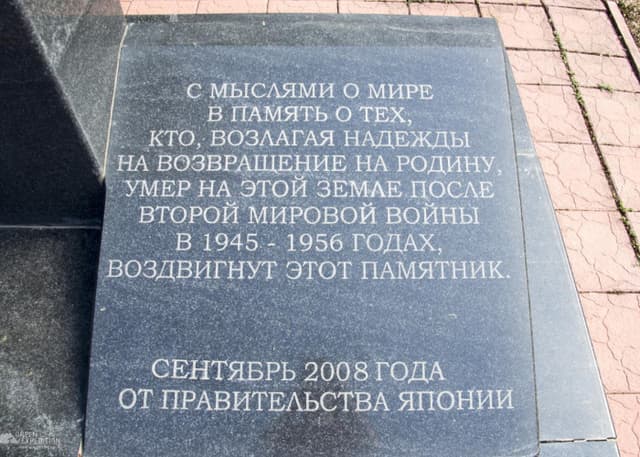 С МЫСЛЯМИ О МИРЕ
В ПАМЯТЬ О ТЕХ,
КТО, ВОЗЛАГАЯ НАДЕЖДЫ
НА ВОЗВРАЩЕНИЕ НА РОДИНУ,
УМЕР НА ЭТОЙ ЗЕМЛЕ ПОСЛЕ
ВТОРОЙ МИРОВОЙ ВОЙНЫ
В 1945 - 1956 ГОДАХ,
ВОЗДВИГНУТ ЭТОТ ПАМЯТНИК.
СЕНТЯБРЬ 2008 ГОДА
ОТ ПРАВИТЕЛЬСТВА ЯПОНИИ